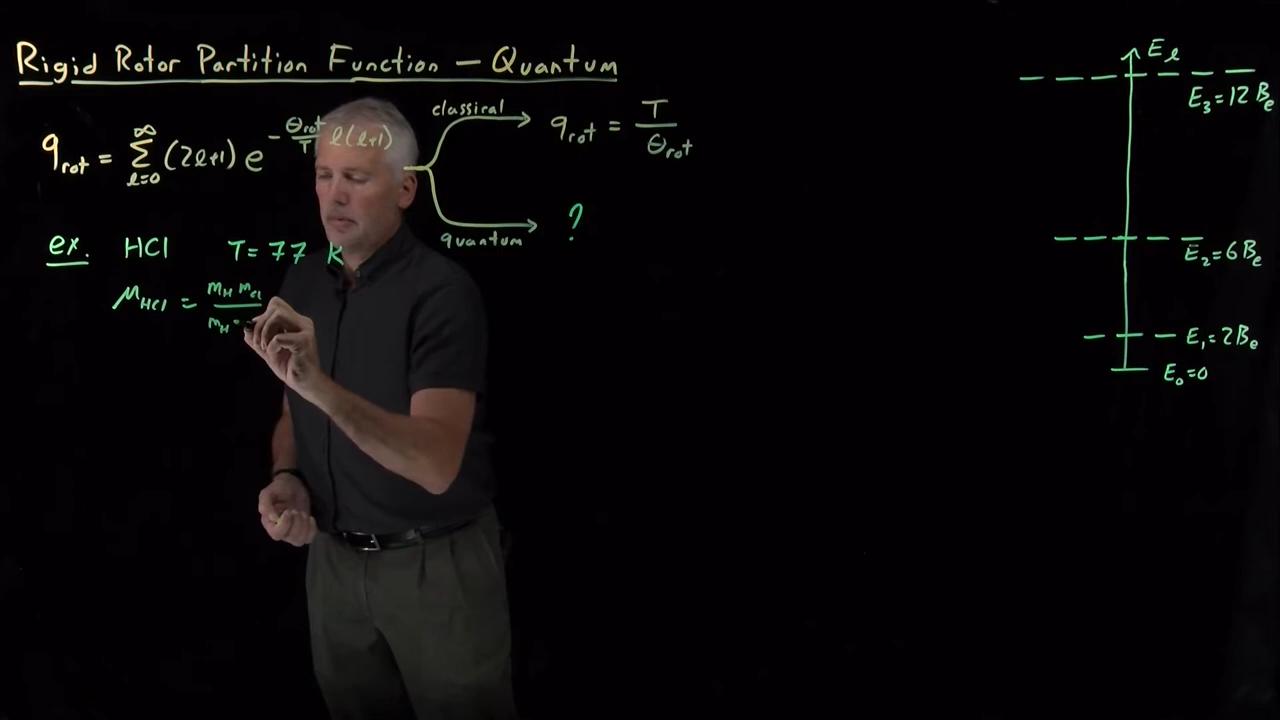 Rigid Rotor Partition Function – Quantum
q_rot = ∑_{l=0}^{∞} (2l+1) e^{-Θ_rot/T l(l+1)}
classical
q_rot = T/Θ_rot
quantum
?
ex. HCl T = 77 K
μ_HCl = m_H m_Cl / m_H
E_l
E_3 = 12 B_e
E_2 = 6 B_e
E_1 = 2 B_e
E_0 = 0